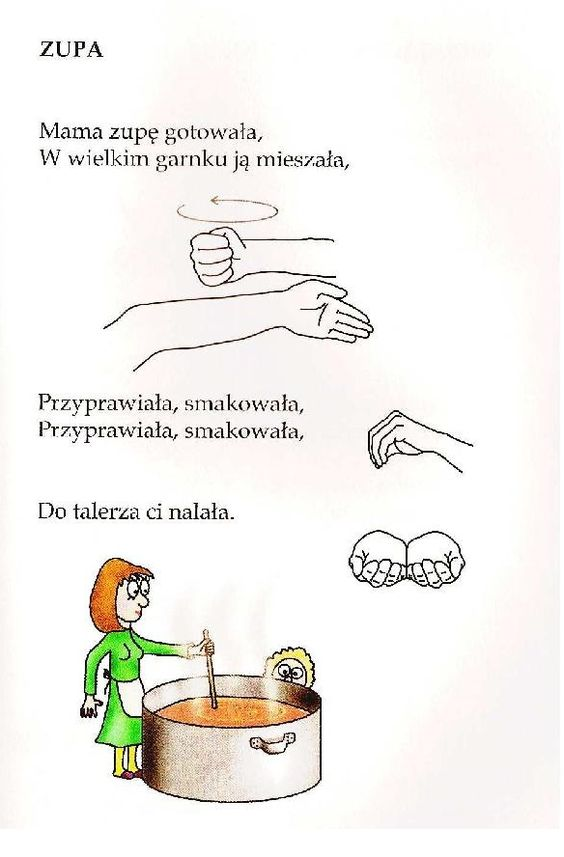 ZUPA
Mama zupę gotowała,
W wielkim garnku ją mieszała,
Przyprawiała, smakowała,
Przyprawiała, smakowała,
Do talerza ci nalała.